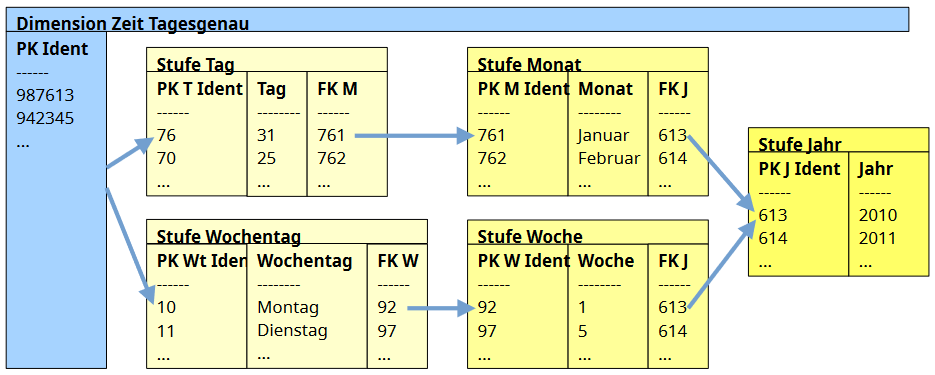 Dimension Zeit Tagesgenau
PK Ident
------
987613
942345
...
Stufe Tag
PK T Ident Tag FK M
------ -------- ------
76 31 761
70 25 762
... ... ...
Stufe Monat
PK M Ident Monat FK J
------ -------- ------
761 Januar 613
762 Februar 614
... ... ...
Stufe Jahr
PK J Ident Jahr
------ ------
613 2010
614 2011
... ...
Stufe Wochentag
PK Wt Iden Wochentag FK W
------ -------- ------
10 Montag 92
11 Dienstag 97
... ... ...
Stufe Woche
PK W Ident Woche FK J
------ -------- ------
92 1 613
97 5 614
... ... ...